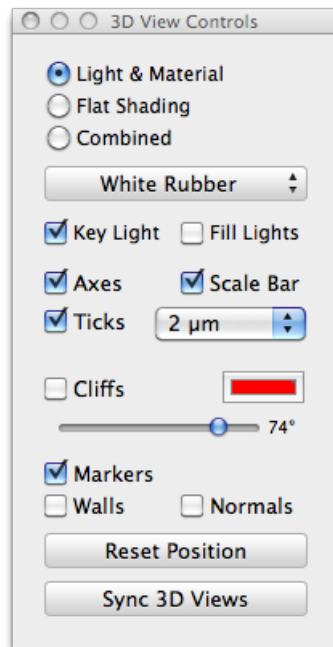 3D View Controls
Light & Material
Flat Shading
Combined
White Rubber
Key Light Fill Lights
Axes Scale Bar
Ticks 2 µm
Cliffs
74°
Markers
Walls Normals
Reset Position
Sync 3D Views